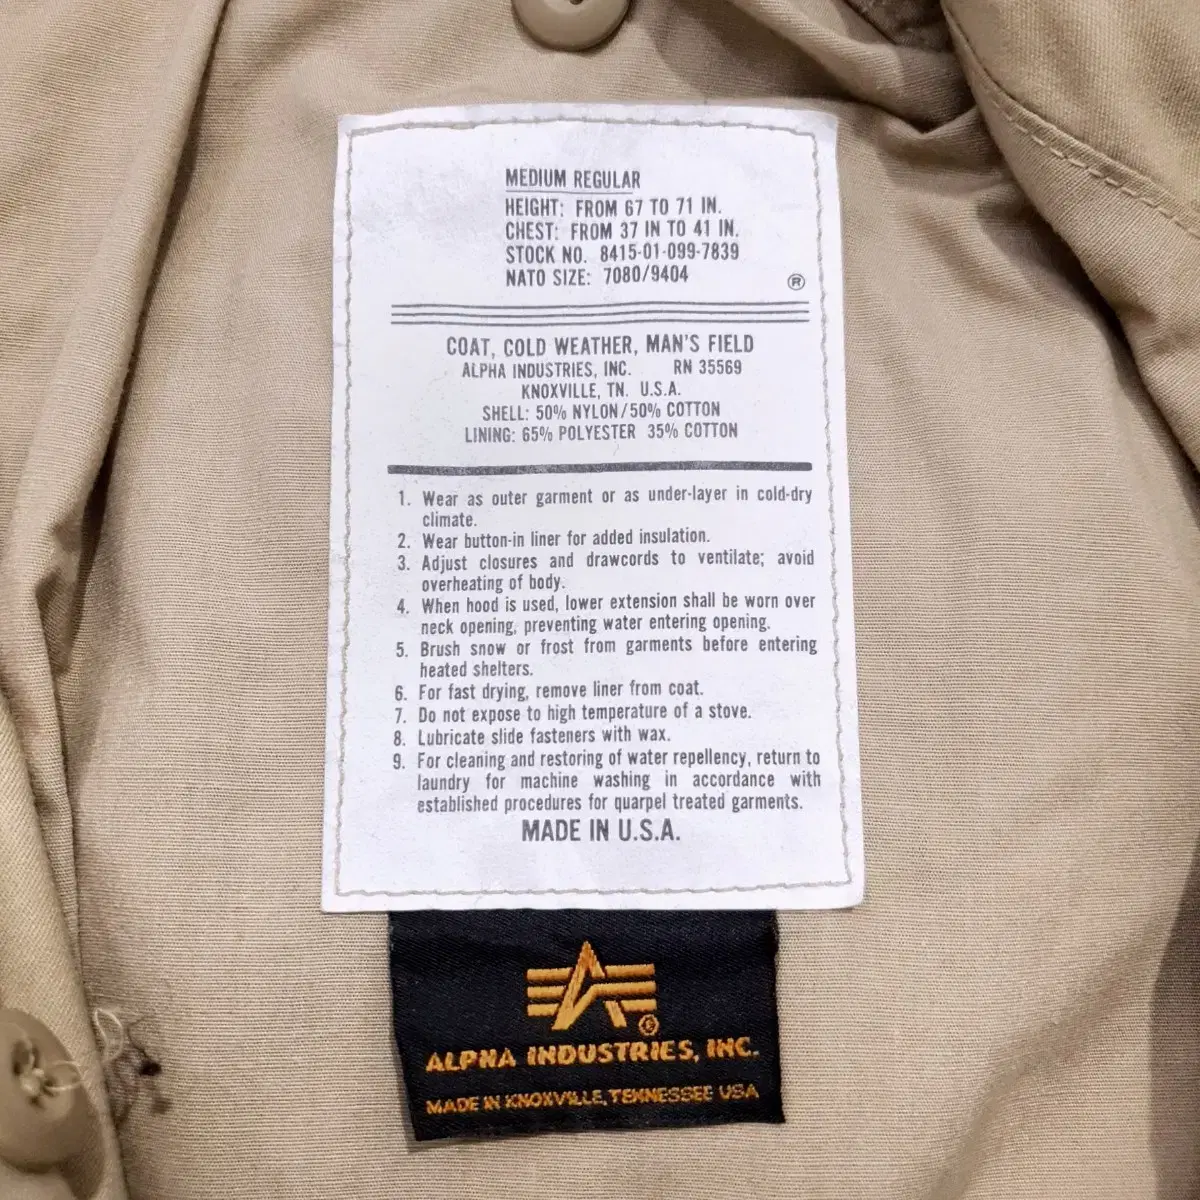 MEDIUM REGULAR
HEIGHT: FROM 67 TO 71 IN.
CHEST: FROM 37 IN TO 41 IN.
STOCK NO. 8415-01-099-7839
NATO SIZE: 7080/9404
®
COAT, COLD WEATHER, MAN'S FIELD
ALPHA INDUSTRIES, INC. RN 35569
KNOXVILLE, TN. U.S.A.
SHELL: 50% NYLON/50% COTTON
LINING: 65% POLYESTER 35% COTTON
1. Wear as outer garment or as under-layer in cold-dry
climate.
2. Wear button-in liner for added insulation.
3. Adjust closures and drawcords to ventilate; avoid
overheating of body.
4. When hood is used, lower extension shall be worn over
neck opening, preventing water entering opening.
5. Brush snow or frost from garments before entering
heated shelters.
6. For fast drying, remove liner from coat.
7. Do not expose to high temperature of a stove.
8. Lubricate slide fasteners with wax.
9. For cleaning and restoring of water repellency, return to
laundry for machine washing in accordance with
established procedures for quarpel treated garments.
MADE IN U.S.A.
®
ALPHA INDUSTRIES, INC.
MADE IN KNOXVILLE, TENNESSEE USA